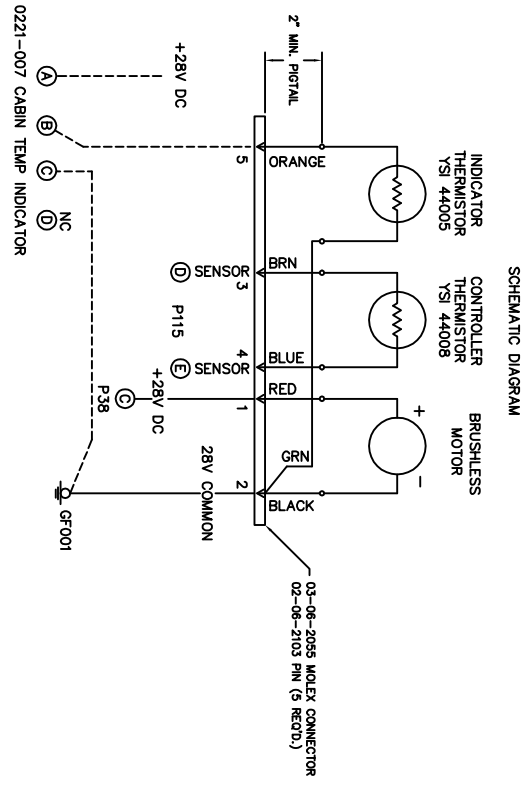 SCHEMATIC DIAGRAM
INDICATOR
THERMISTOR
YSI 44005
CONTROLLER
THERMISTOR
YSI 44008
BRUSHLESS
MOTOR
+
−
2" MIN. PIGTAIL
ORANGE
BRN
BLUE
RED
GRN
BLACK
5
3
4
1
2
03-06-2055 MOLEX CONNECTOR
02-06-2103 PIN (5 REQ'D.)
D SENSOR
P115
E SENSOR
+28V DC
C
P38
28V COMMON
GF001
+28V DC
A
B
C
D NC
0221-007 CABIN TEMP INDICATOR